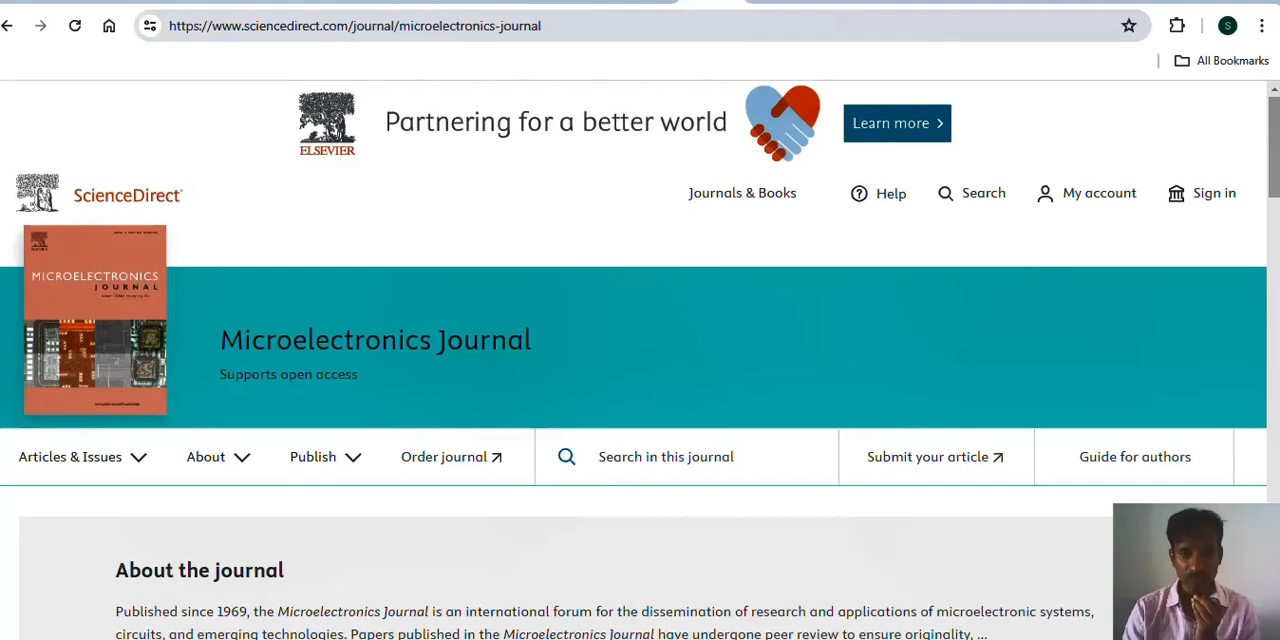 https://www.sciencedirect.com/journal/microelectronics-journal
S
All Bookmarks
Partnering for a better world
Learn more
ELSEVIER
ScienceDirect
Journals & Books
Help
Search
My account
Sign in
MICROELECTRONICS
JOURNAL
Microelectronics Journal
Supports open access
Articles & Issues
About
Publish
Order journal
Search in this journal
Submit your article
Guide for authors
About the journal
Published since 1969, the Microelectronics Journal is an international forum for the dissemination of research and applications of microelectronic systems,
circuits, and emerging technologies. Papers published in the Microelectronics Journal have undergone peer review to ensure originality, ...